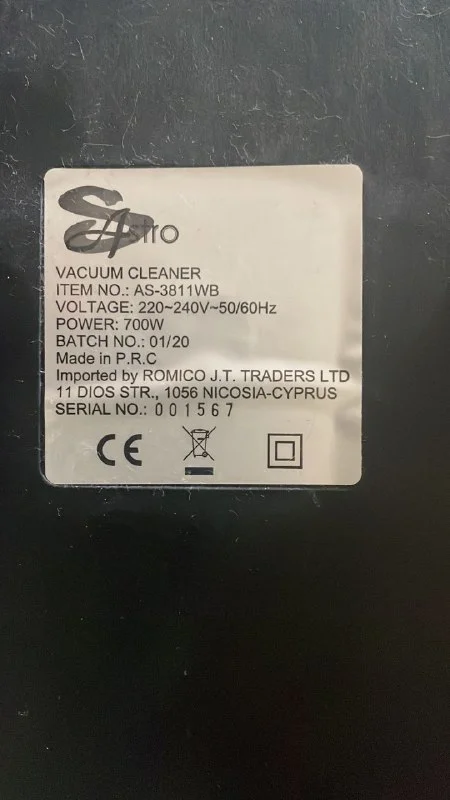 Astro
VACUUM CLEANER
ITEM NO.: AS-3811WB
VOLTAGE: 220~240V~50/60Hz
POWER: 700W
BATCH NO.: 01/20
Made in P.R.C
Imported by ROMICO J.T. TRADERS LTD
11 DIOS STR., 1056 NICOSIA-CYPRUS
SERIAL NO.: 001567
CE